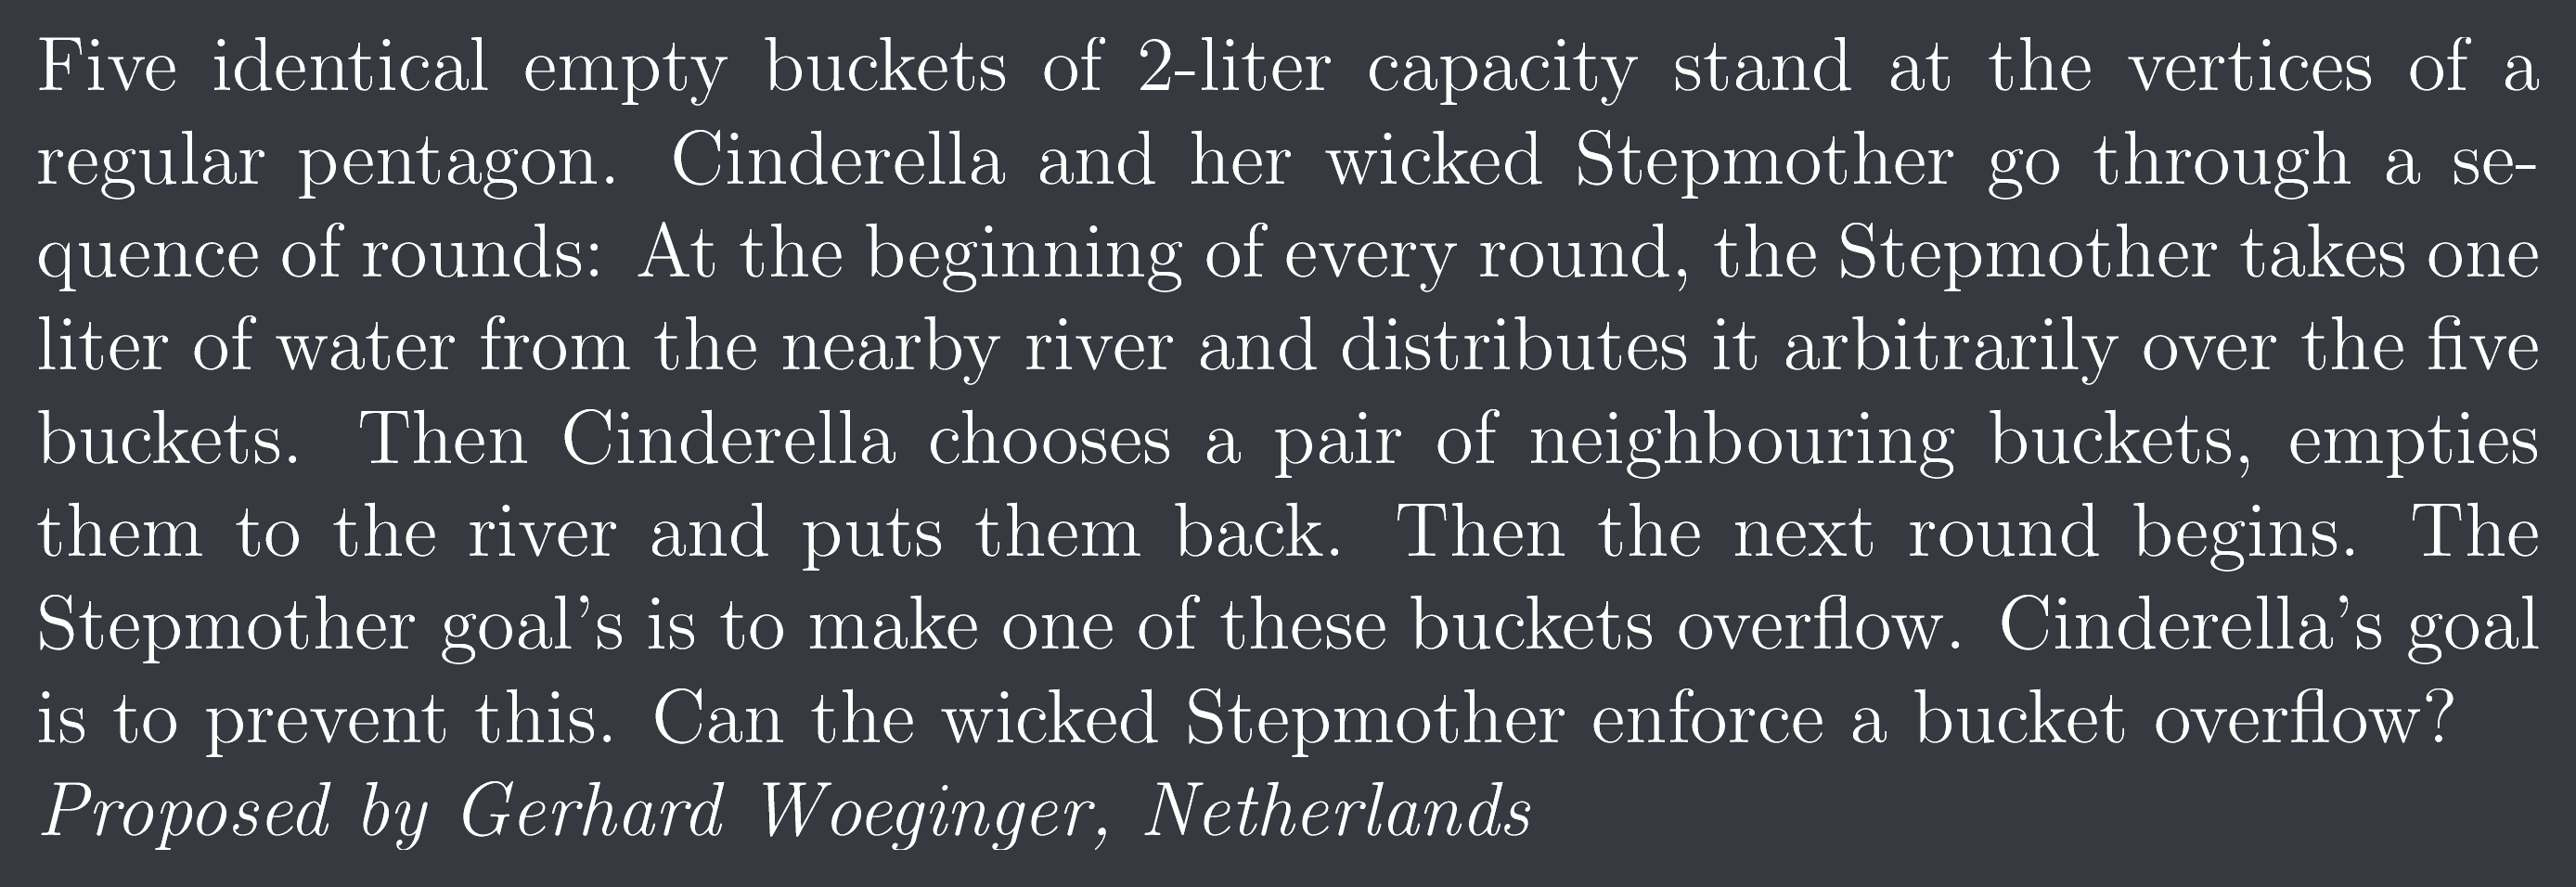 Five identical empty buckets of 2-liter capacity stand at the vertices of a
regular pentagon. Cinderella and her wicked Stepmother go through a se-
quence of rounds: At the beginning of every round, the Stepmother takes one
liter of water from the nearby river and distributes it arbitrarily over the five
buckets. Then Cinderella chooses a pair of neighbouring buckets, empties
them to the river and puts them back. Then the next round begins. The
Stepmother goal's is to make one of these buckets overflow. Cinderella's goal
is to prevent this. Can the wicked Stepmother enforce a bucket overflow?
Proposed by Gerhard Woeginger, Netherlands